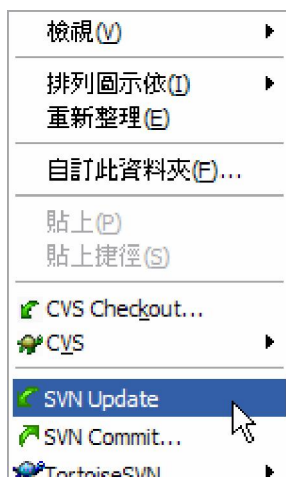 檢視(V)
排列圖示依(I)
重新整理(E)
自訂此資料夾(F)...
貼上(P)
貼上捷徑(S)
CVS Checkout...
CVS
SVN Update
SVN Commit...
TortoiseSVN